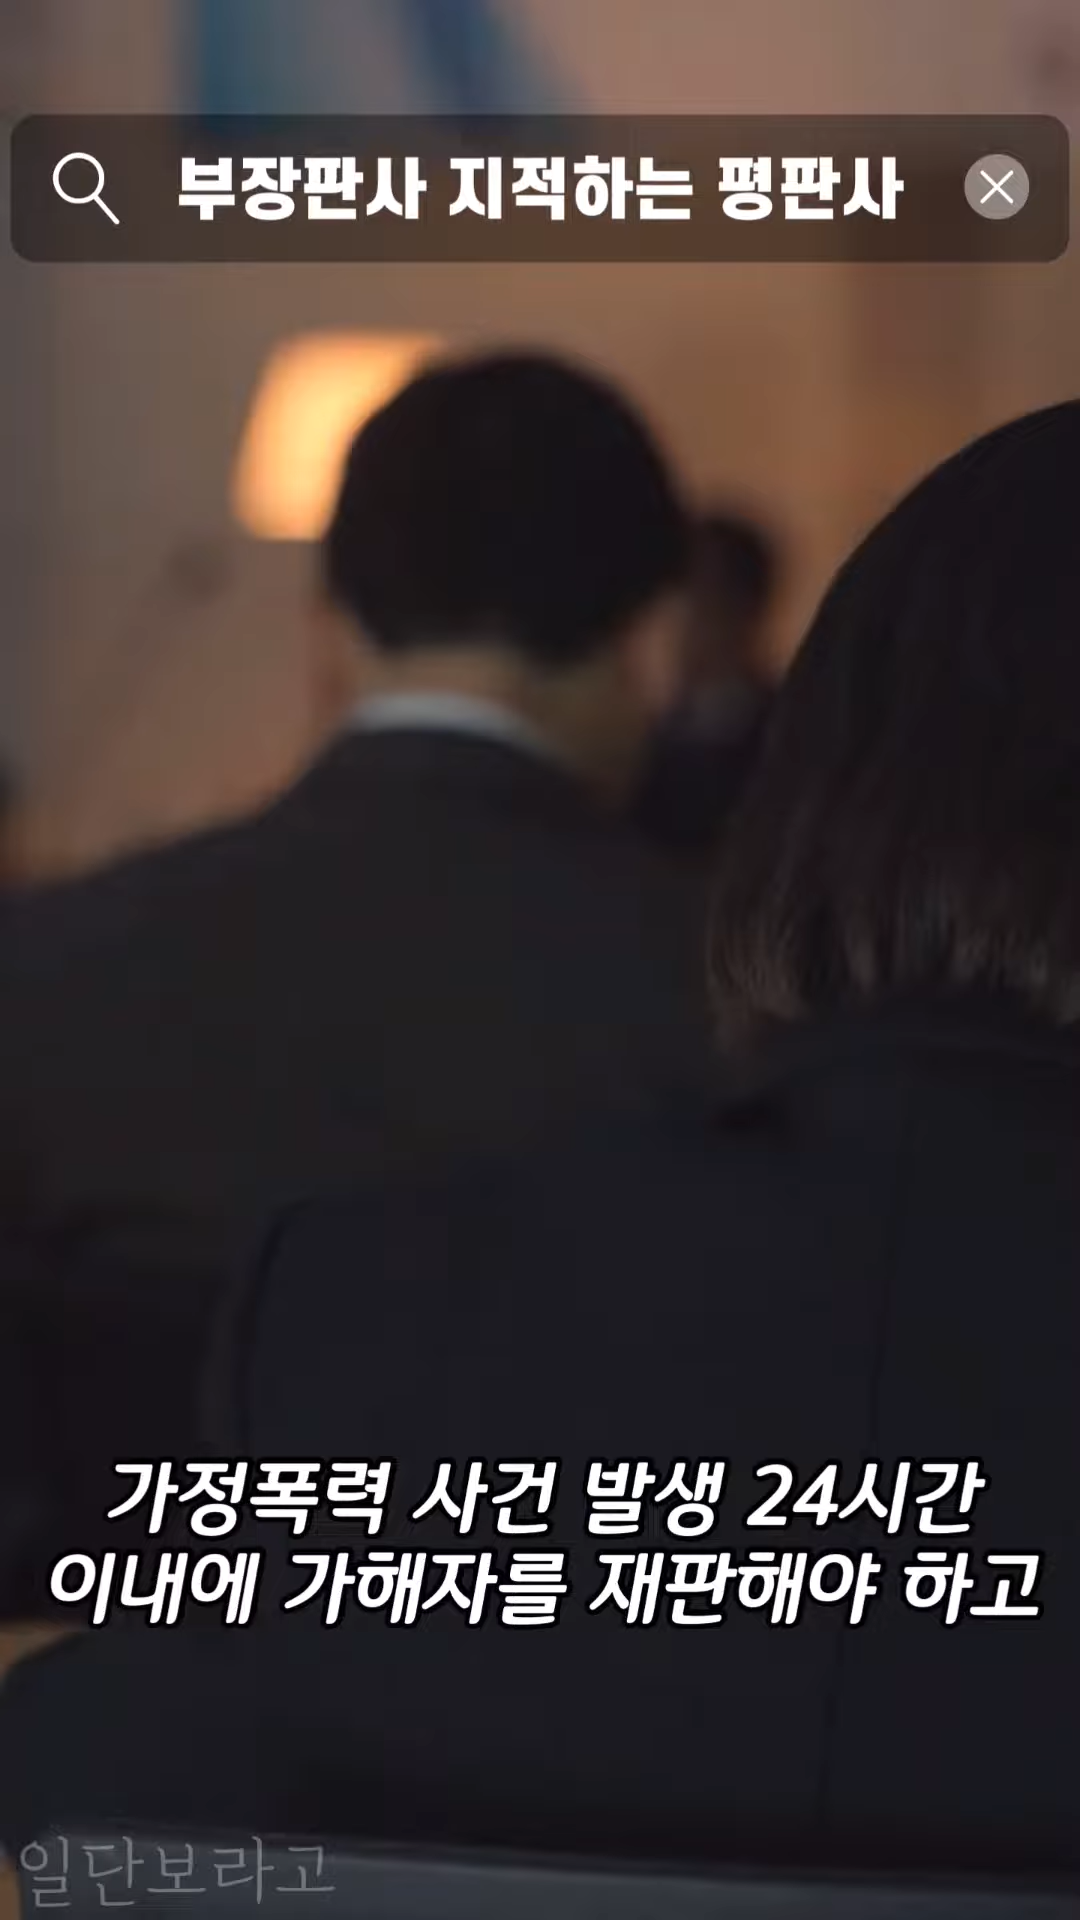 부장판사 지적하는 평판사
가정폭력 사건 발생 24시간
이내에 가해자를 재판해야 하고
일단보라고